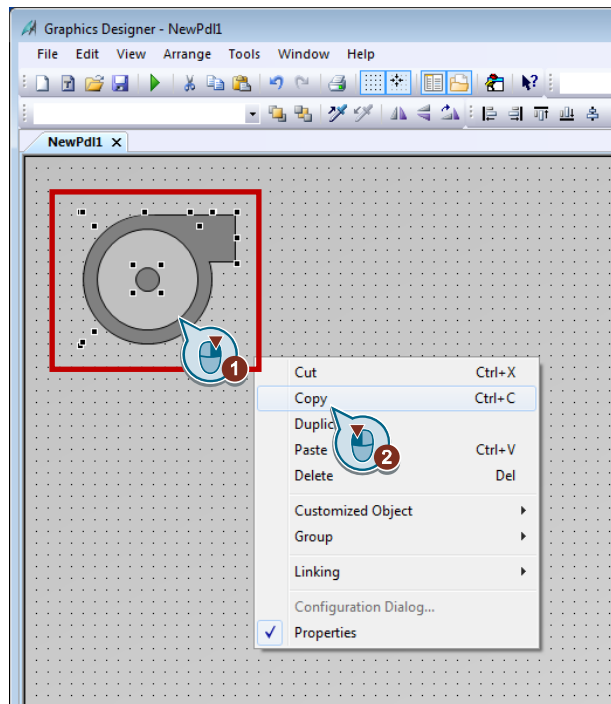 Graphics Designer - NewPdl1
File Edit View Arrange Tools Window Help
NewPdl1 X
1
Cut Ctrl+X
Copy Ctrl+C
Duplic
2
Paste Ctrl+V
Delete Del
Customized Object
Group
Linking
Configuration Dialog...
Properties